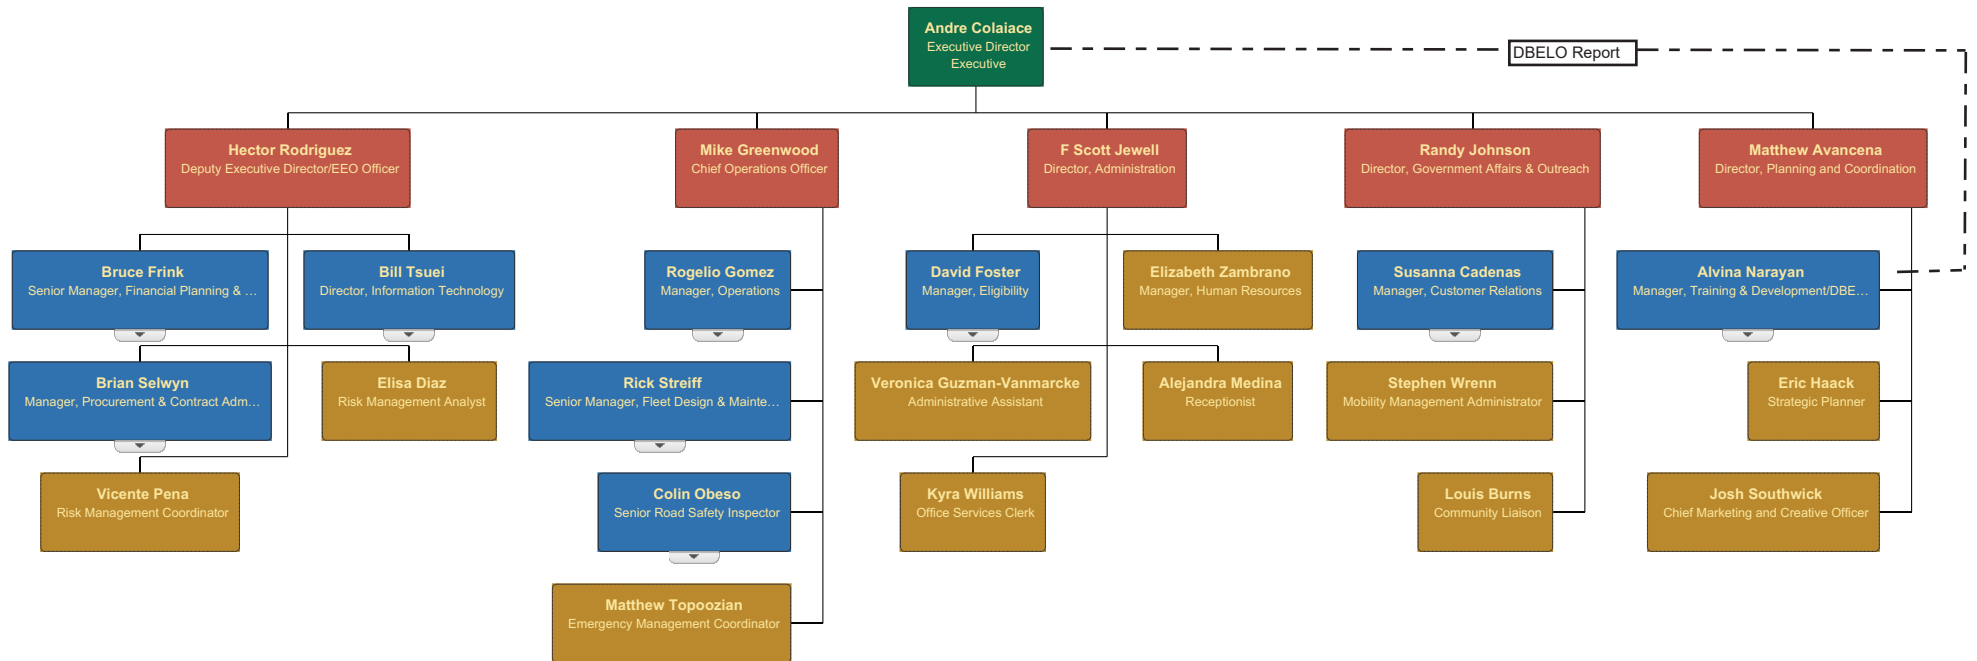 Andre Colaiace
Executive Director
Executive
DBELO Report
Hector Rodriguez
Deputy Executive Director/EEO Officer
Mike Greenwood
Chief Operations Officer
F Scott Jewell
Director, Administration
Randy Johnson
Director, Government Affairs & Outreach
Matthew Avancena
Director, Planning and Coordination
Bruce Frink
Senior Manager, Financial Planning & ...
Bill Tsuei
Director, Information Technology
Rogelio Gomez
Manager, Operations
David Foster
Manager, Eligibility
Elizabeth Zambrano
Manager, Human Resources
Susanna Cadenas
Manager, Customer Relations
Alvina Narayan
Manager, Training & Development/DBE...
Brian Selwyn
Manager, Procurement & Contract Adm...
Elisa Diaz
Risk Management Analyst
Rick Streiff
Senior Manager, Fleet Design & Mainte...
Veronica Guzman-Vanmarcke
Administrative Assistant
Alejandra Medina
Receptionist
Stephen Wrenn
Mobility Management Administrator
Eric Haack
Strategic Planner
Vicente Pena
Risk Management Coordinator
Colin Obeso
Senior Road Safety Inspector
Kyra Williams
Office Services Clerk
Louis Burns
Community Liaison
Josh Southwick
Chief Marketing and Creative Officer
Matthew Topoozian
Emergency Management Coordinator